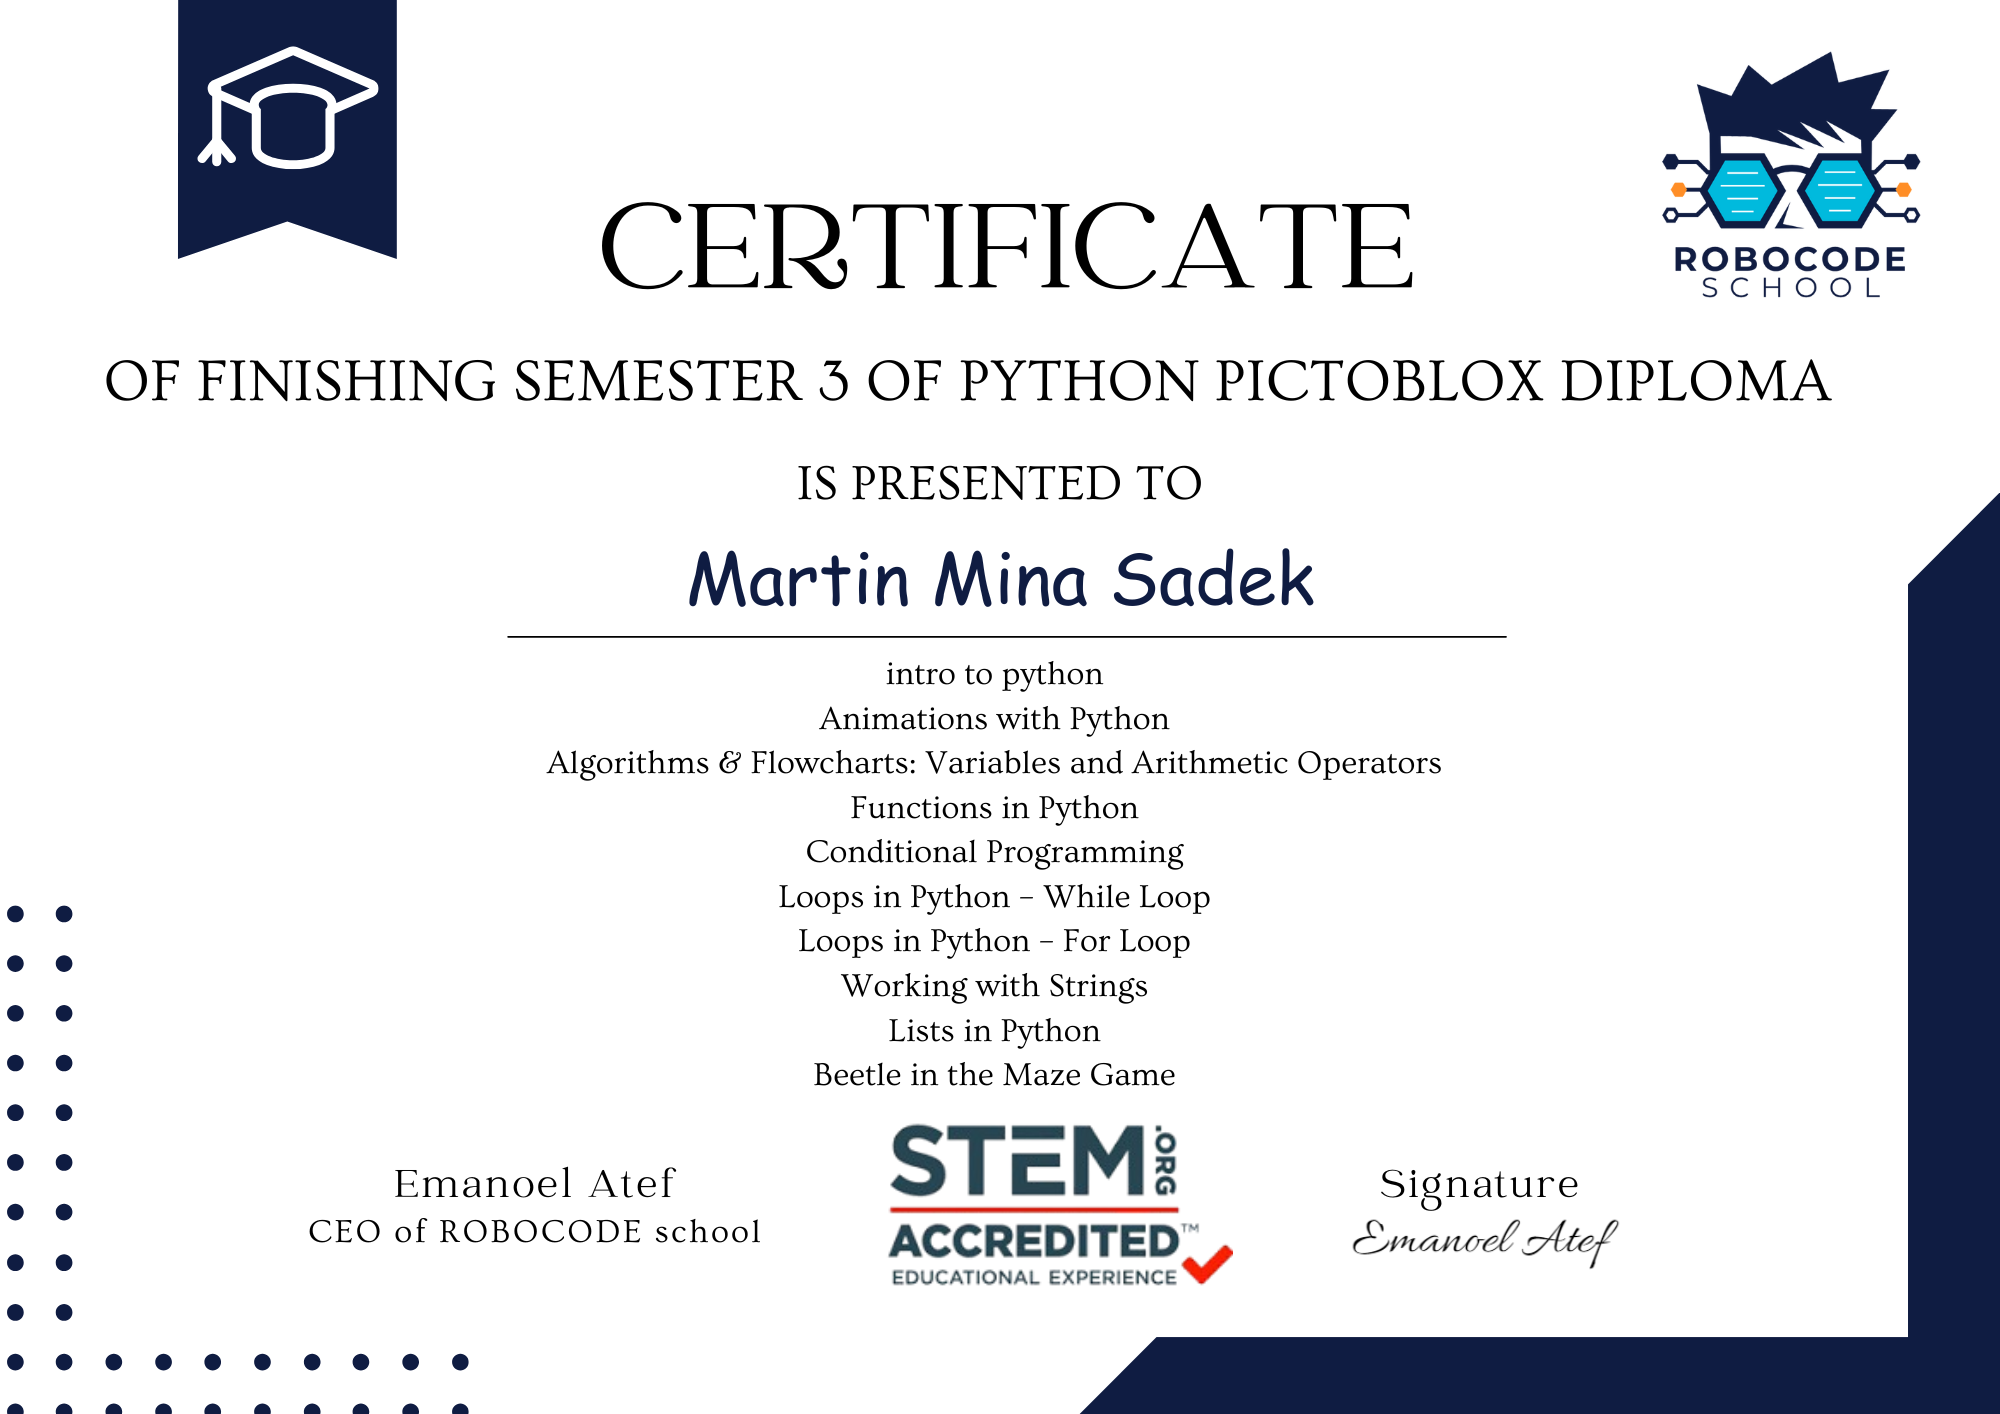 ROBOCODE
SCHOOL
CERTIFICATE
OF FINISHING SEMESTER 3 OF PYTHON PICTOBLOX DIPLOMA
IS PRESENTED TO
Martin Mina Sadek
intro to python
Animations with Python
Algorithms & Flowcharts: Variables and Arithmetic Operators
Functions in Python
Conditional Programming
Loops in Python – While Loop
Loops in Python – For Loop
Working with Strings
Lists in Python
Beetle in the Maze Game
Emanoel Atef
CEO of ROBOCODE school
STEM.ORG
ACCREDITED™
EDUCATIONAL EXPERIENCE
Signature
Emanoel Atef